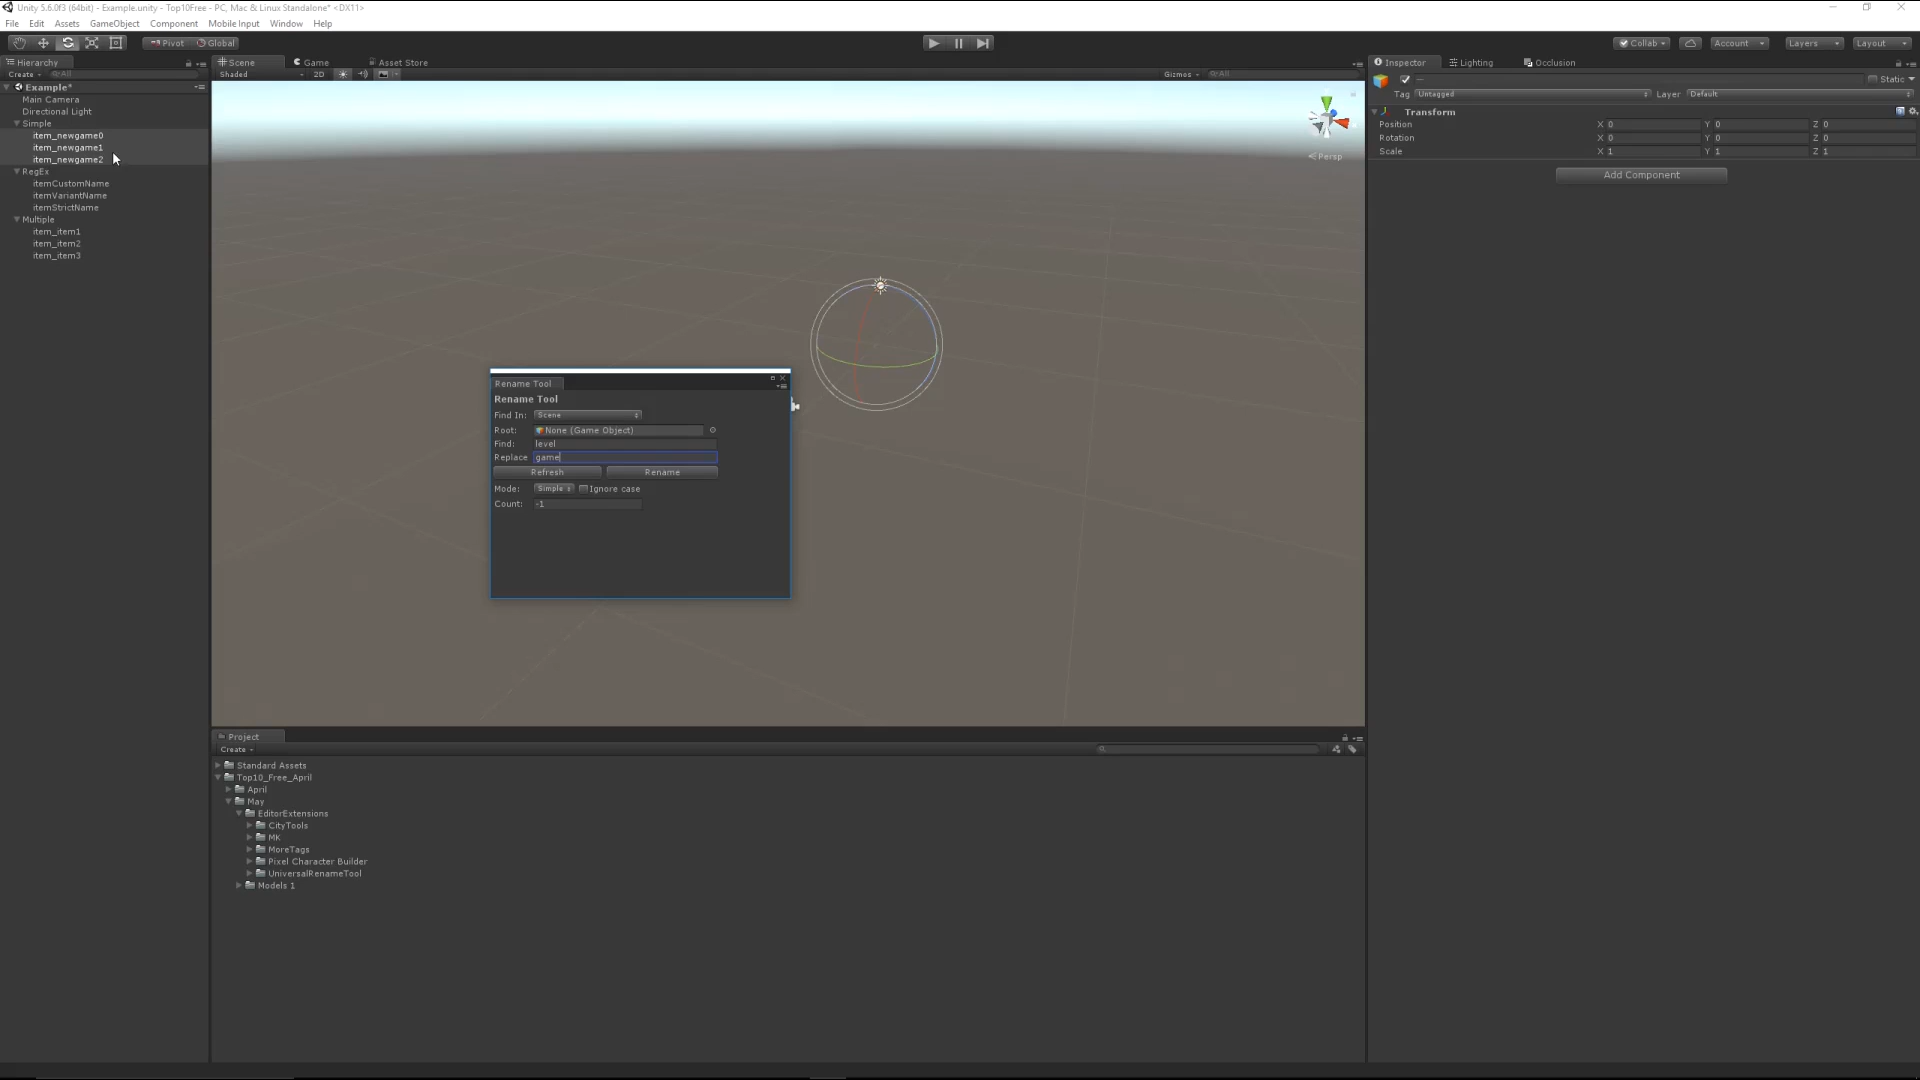 Unity 5.6.0f3 (64bit) - Example.unity - Top10Free - PC, Mac & Linux Standalone* <DX11>
File Edit Assets GameObject Component Mobile Input Window Help
Pivot Global Collab Account Layers Layout
Hierarchy
Create All
Example*
Main Camera
Directional Light
Simple
item_newgame0
item_newgame1
item_newgame2
RegEx
itemCustomName
itemVariantName
itemStrictName
Multiple
item_item1
item_item2
item_item3
Scene Game Asset Store
Shaded 2D Gizmos All
Persp
Rename Tool
Rename Tool
Find In: Scene
Root: None (Game Object)
Find: level
Replace game
Refresh Rename
Mode: Simple Ignore case
Count: -1
Project
Create
Standard Assets
Top10_Free_April
April
May
EditorExtensions
CityTools
MK
MoreTags
Pixel Character Builder
UniversalRenameTool
Models 1
Inspector Lighting Occlusion
— Static
Tag Untagged Layer Default
Transform
Position X 0 Y 0 Z 0
Rotation X 0 Y 0 Z 0
Scale X 1 Y 1 Z 1
Add Component